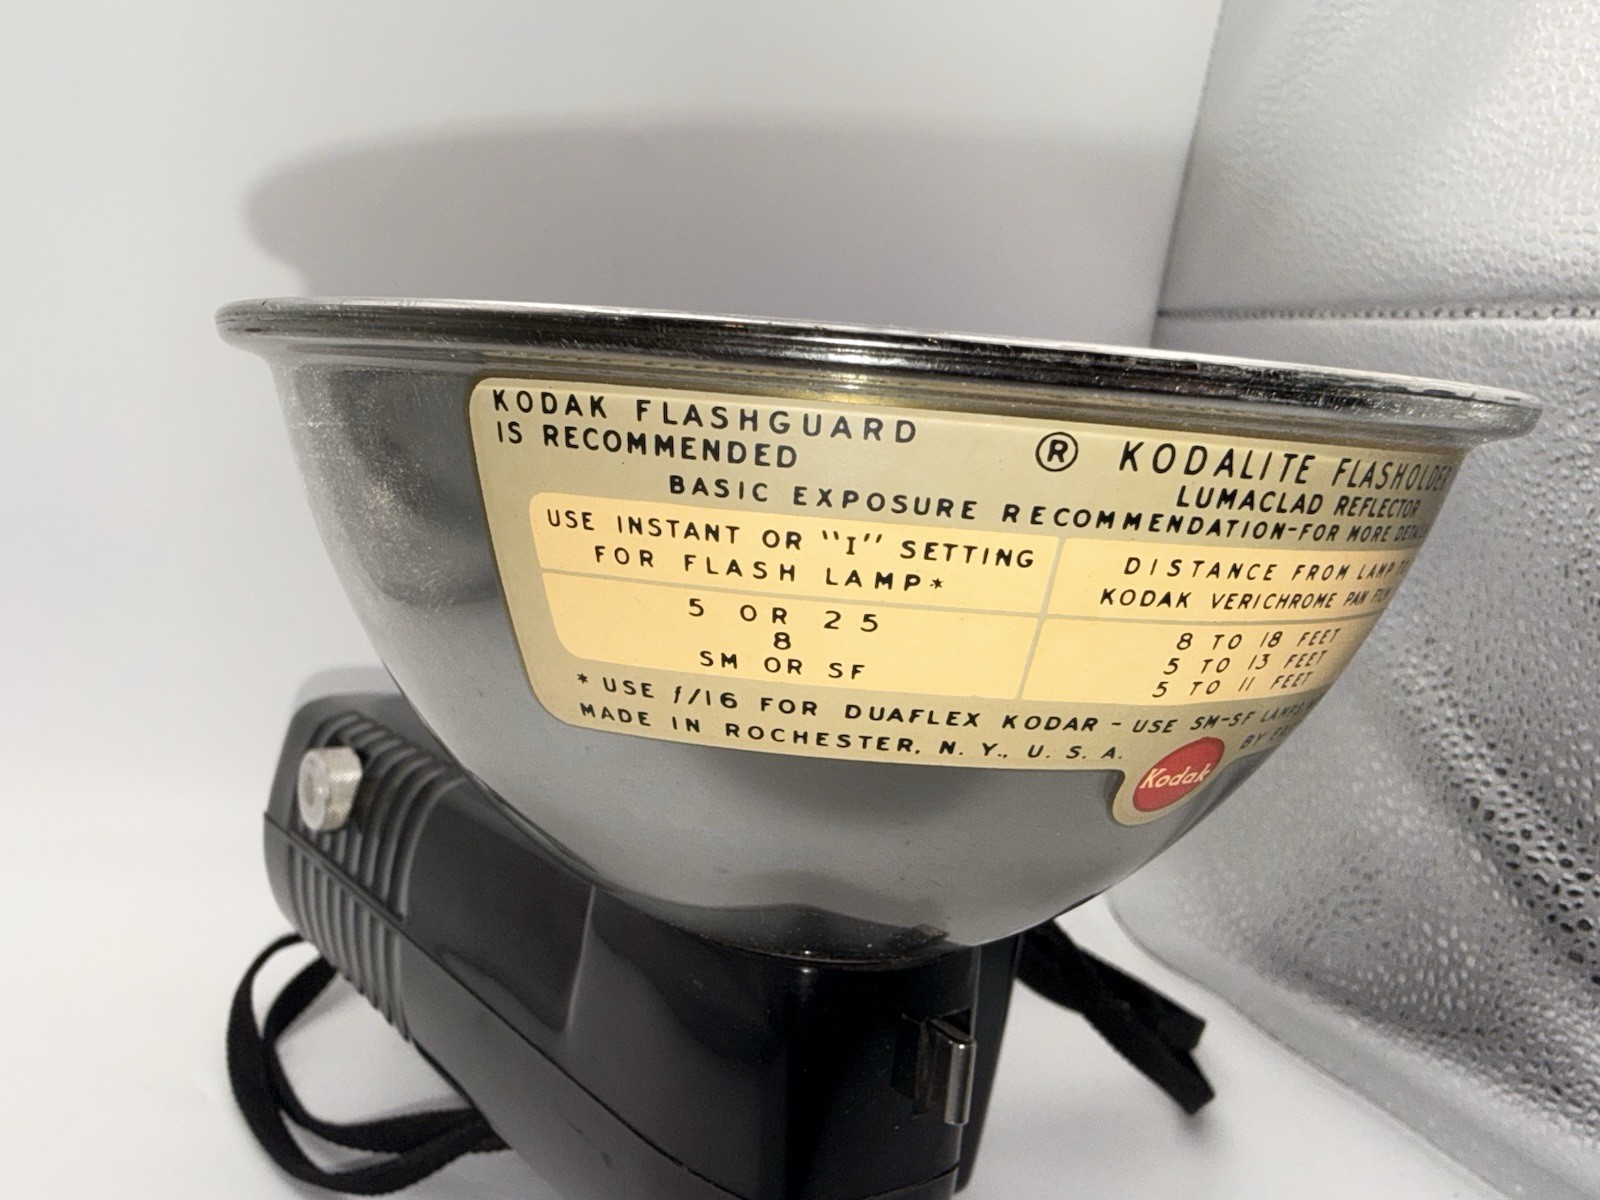 KODAK FLASHGUARD
IS RECOMMENDED
® KODALITE FLASHOLDER
LUMACLAD REFLECTOR
BASIC EXPOSURE RECOMMENDATION-FOR MORE
USE INSTANT OR "I" SETTING
FOR FLASH LAMP*
DISTANCE FROM LAMP
KODAK VERICHROME PAN
5 OR 25
8
SM OR SF
8 TO 18 FEET
5 TO 13 FEET
5 TO 11 FEET
* USE f/16 FOR DUAFLEX KODAR - USE SM-SF LAMPS
MADE IN ROCHESTER, N. Y., U. S. A.
Kodak
BY